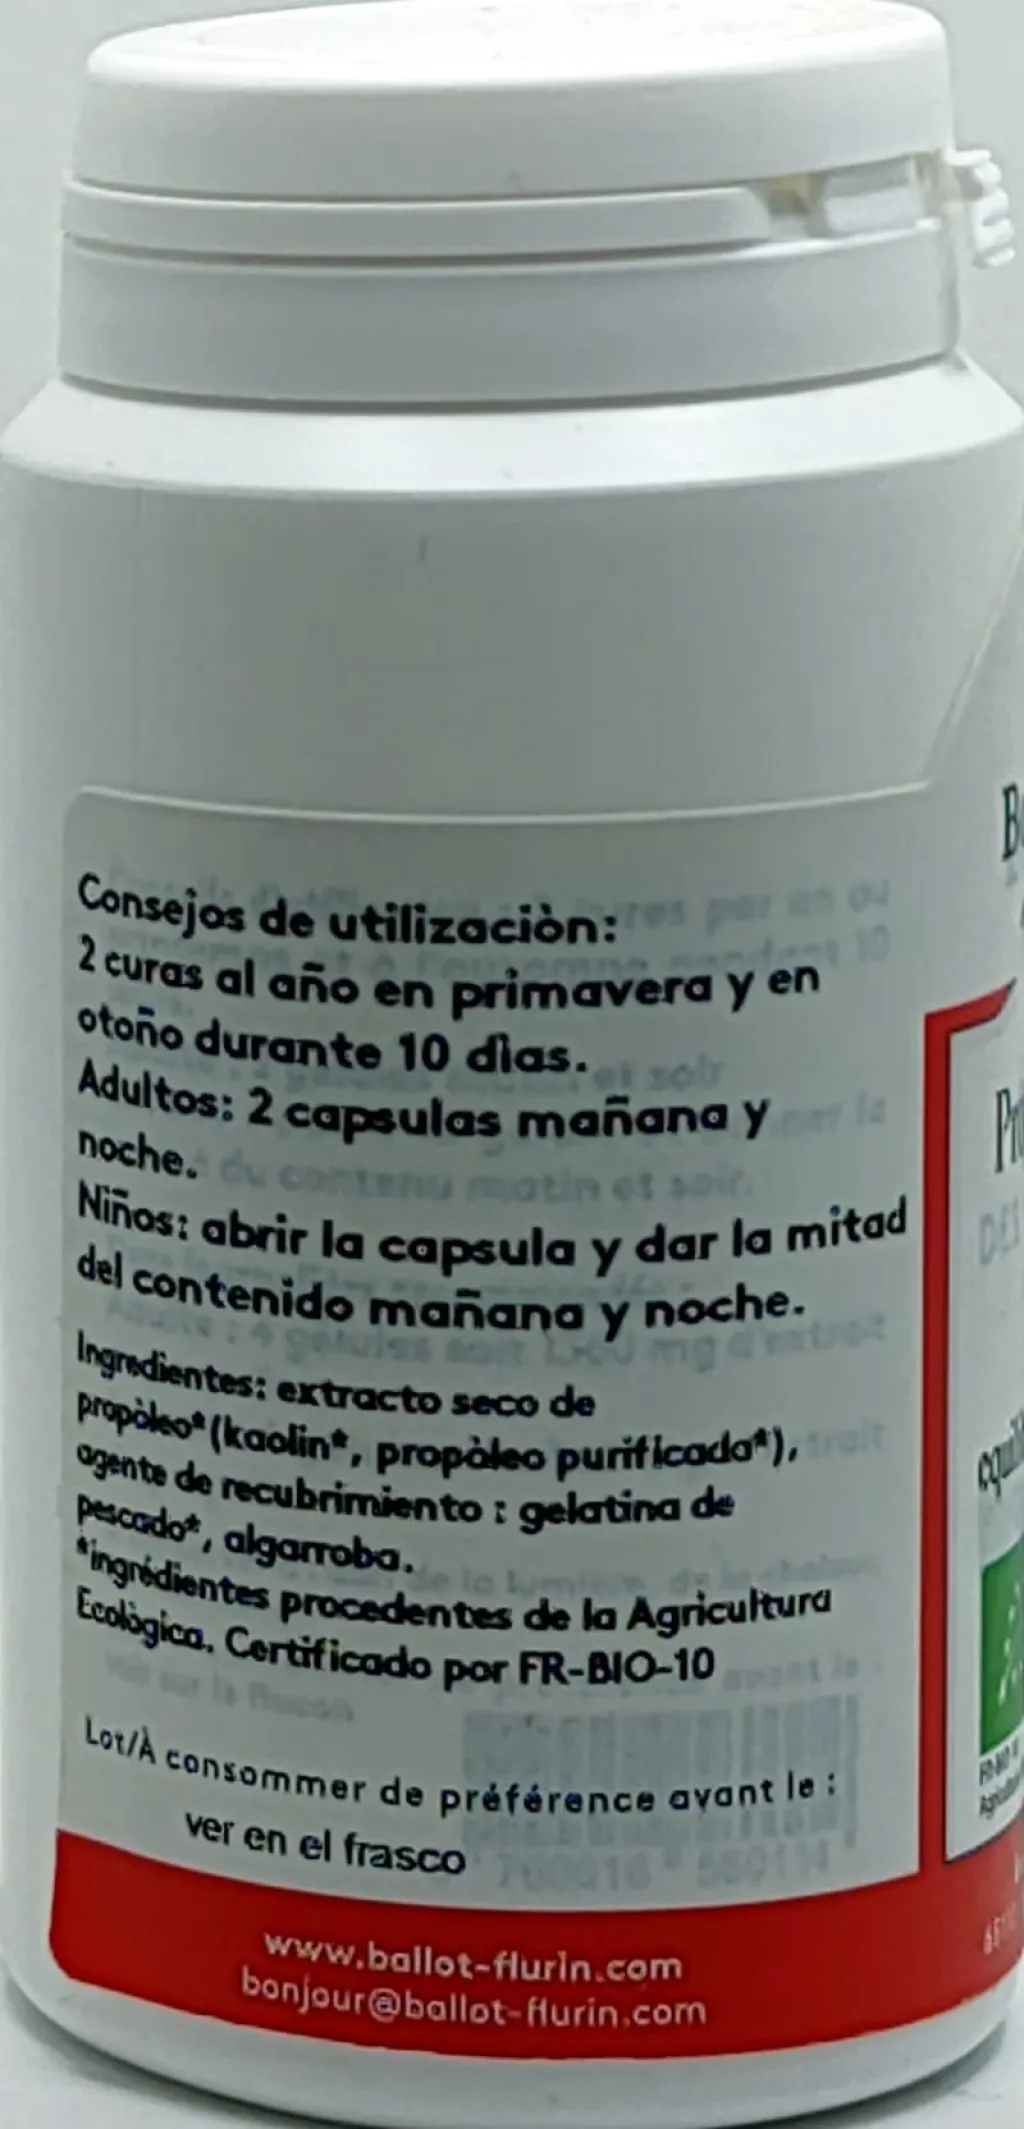 Consejos de utilizaciòn:
2 curas al año en primavera y en
otoño durante 10 dìas.
Adultos: 2 capsulas mañana y
noche.
Niños: abrir la capsula y dar la mitad
del contenido mañana y noche.
Ingredientes: extracto seco de
propòleo* (kaolin*, propòleo purificado*),
agente de recubrimiento : gelatina de
pescado*, algarroba.
*ingrédientes procedentes de la Agricultura
Ecològica. Certificado por FR-BIO-10
Lot/À consommer de préférence avant le :
ver en el frasco
www.ballot-flurin.com
bonjour@ballot-flurin.com